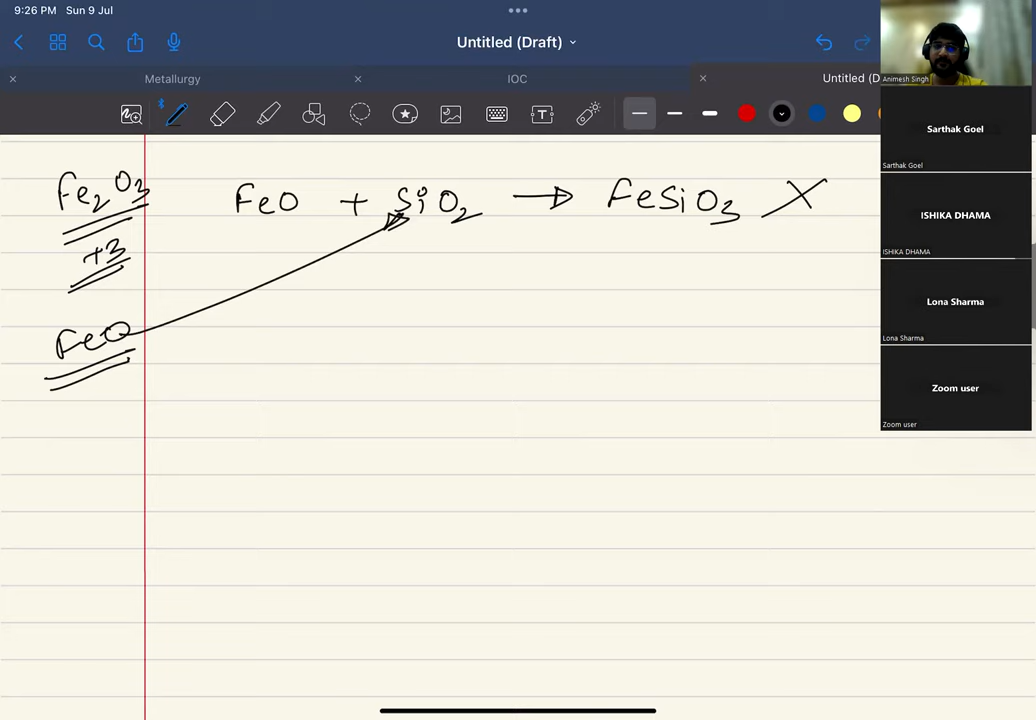 9:26 PM Sun 9 Jul
Untitled (Draft)
Metallurgy
IOC
Untitled (D
Animesh Singh
Sarthak Goel
Sarthak Goel
ISHIKA DHAMA
ISHIKA DHAMA
Lona Sharma
Lona Sharma
Zoom user
Zoom user
Fe₂O₃ FeO + SiO₂ → FeSiO₃ X
+3
FeO